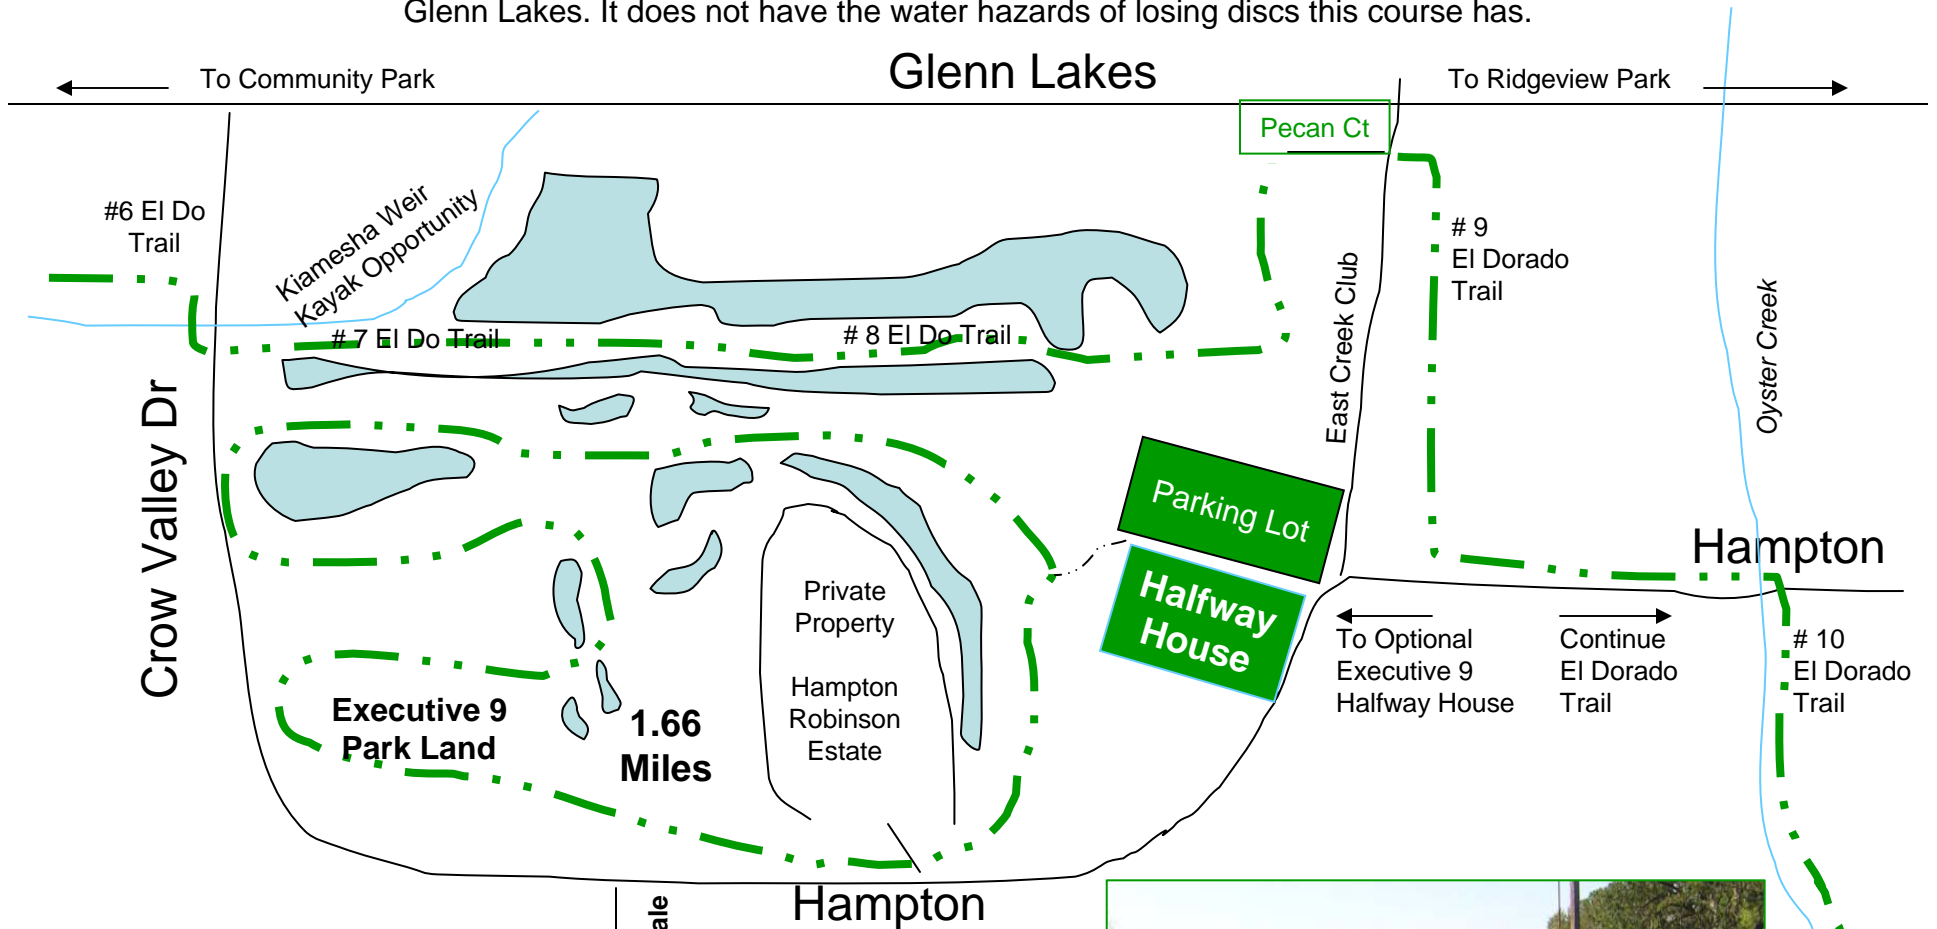 Glenn Lakes. It does not have the water hazards of losing discs this course has.
To Community Park
Glenn Lakes
To Ridgeview Park
Pecan Ct
#6 El Do
Trail
Kiamesha Weir
Kayak Opportunity
# 9
El Dorado
Trail
# 7 El Do Trail
# 8 El Do Trail
East Creek Club
Oyster Creek
Crow Valley Dr
Parking Lot
Hampton
Halfway
House
Private
Property
Hampton
Robinson
Estate
To Optional
Executive 9
Halfway House
Continue
El Dorado
Trail
# 10
El Dorado
Trail
Executive 9
Park Land
1.66
Miles
Hampton
ale